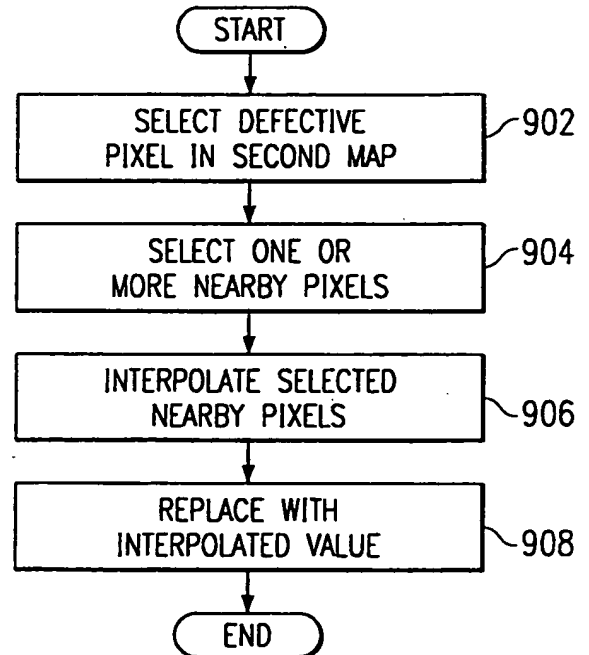 START
SELECT DEFECTIVE
PIXEL IN SECOND MAP
902
SELECT ONE OR
MORE NEARBY PIXELS
904
INTERPOLATE SELECTED
NEARBY PIXELS
906
REPLACE WITH
INTERPOLATED VALUE
908
END